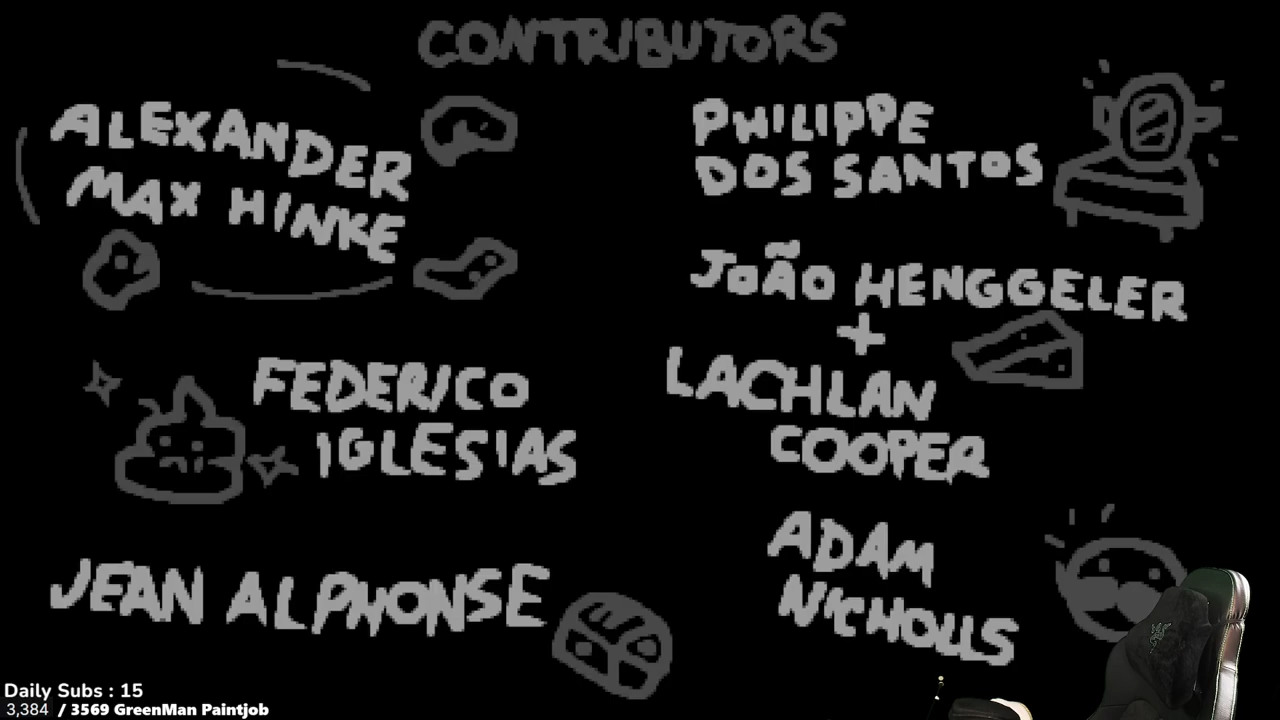 CONTRIBUTORS
ALEXANDER
MAX HINKE
FEDERICO
IGLESIAS
JEAN ALPHONSE
PHILIPPE
DOS SANTOS
JOÃO HENGGELER
+
LACHLAN
COOPER
ADAM
NICHOLLS
Daily Subs : 15
3,384 / 3569 GreenMan Paintjob